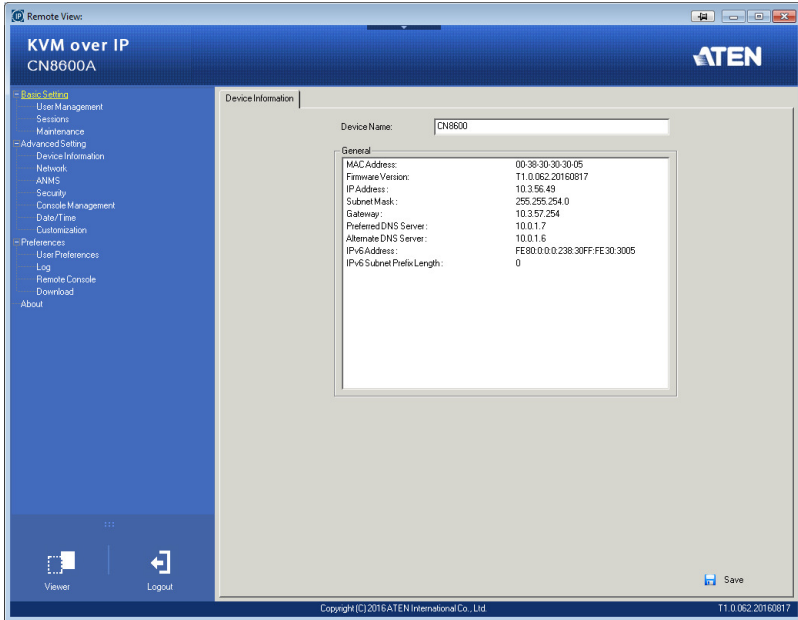 Remote View:
KVM over IP
CN8600A
ATEN
Basic Setting
User Management
Sessions
Maintenance
Advanced Setting
Device Information
Network
ANMS
Security
Console Management
Date/Time
Customization
Preferences
User Preferences
Log
Remote Console
Download
About
Viewer
Logout
Device Information
Device Name: CN8600
General
MAC Address: 00-38-30-30-30-05
Firmware Version: T1.0.062.20160817
IP Address: 10.3.56.49
Subnet Mask: 255.255.254.0
Gateway: 10.3.57.254
Preferred DNS Server: 10.0.1.7
Alternate DNS Server: 10.0.1.6
IPv6 Address: FE80:0:0:0:238:30FF:FE30:3005
IPv6 Subnet Prefix Length: 0
Save
Copyright (C) 2016 ATEN International Co., Ltd. T1.0.062.20160817